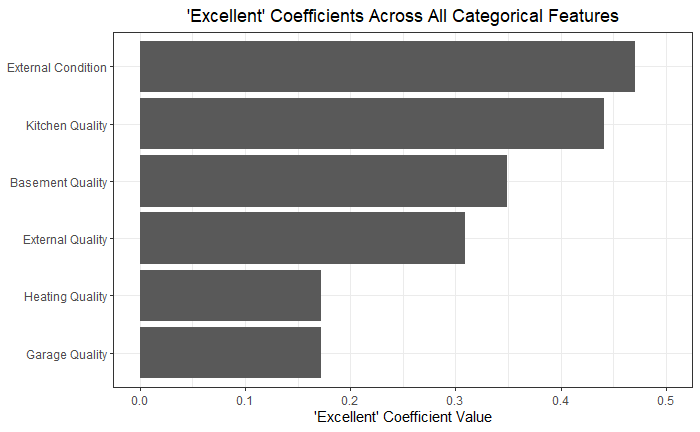 'Excellent' Coefficients Across All Categorical Features
External Condition
Kitchen Quality
Basement Quality
External Quality
Heating Quality
Garage Quality
0.0 0.1 0.2 0.3 0.4 0.5
'Excellent' Coefficient Value